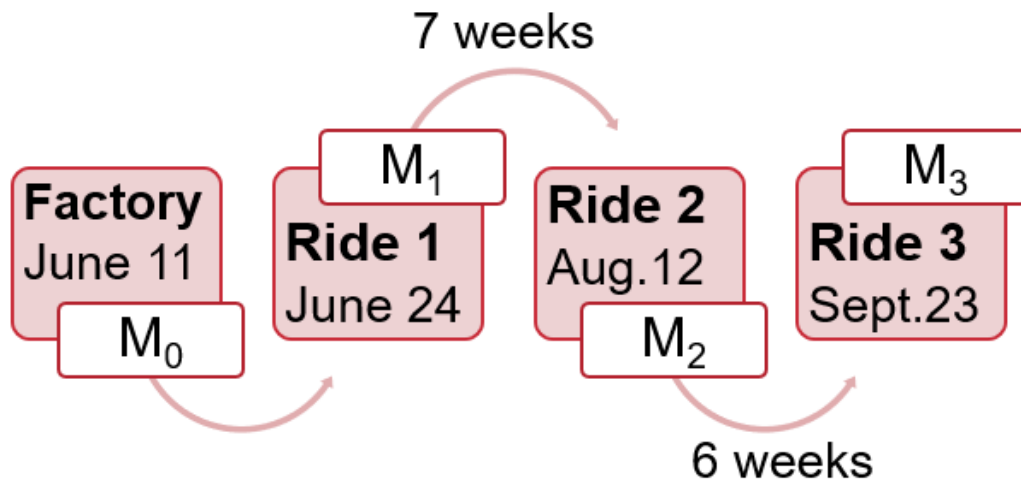 7 weeks
Factory
June 11
M₀
M₁
Ride 1
June 24
Ride 2
Aug.12
M₂
M₃
Ride 3
Sept.23
6 weeks